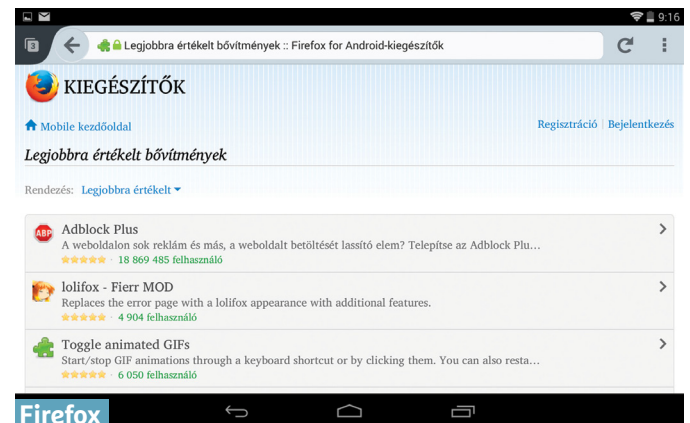 9:16
3
Legjobbra értékelt bővítmények :: Firefox for Android-kiegészítők
KIEGÉSZÍTŐK
Mobile kezdőoldal
Regisztráció | Bejelentkezés
Legjobbra értékelt bővítmények
Rendezés: Legjobbra értékelt
ABP
Adblock Plus
A weboldalon sok reklám és más, a weboldalt betöltését lassító elem? Telepítse az Adblock Plu…
· 18 869 485 felhasználó
lolifox - Fierr MOD
Replaces the error page with a lolifox appearance with additional features.
· 4 904 felhasználó
Toggle animated GIFs
Start/stop GIF animations through a keyboard shortcut or by clicking them. You can also resta…
· 6 050 felhasználó
Firefox